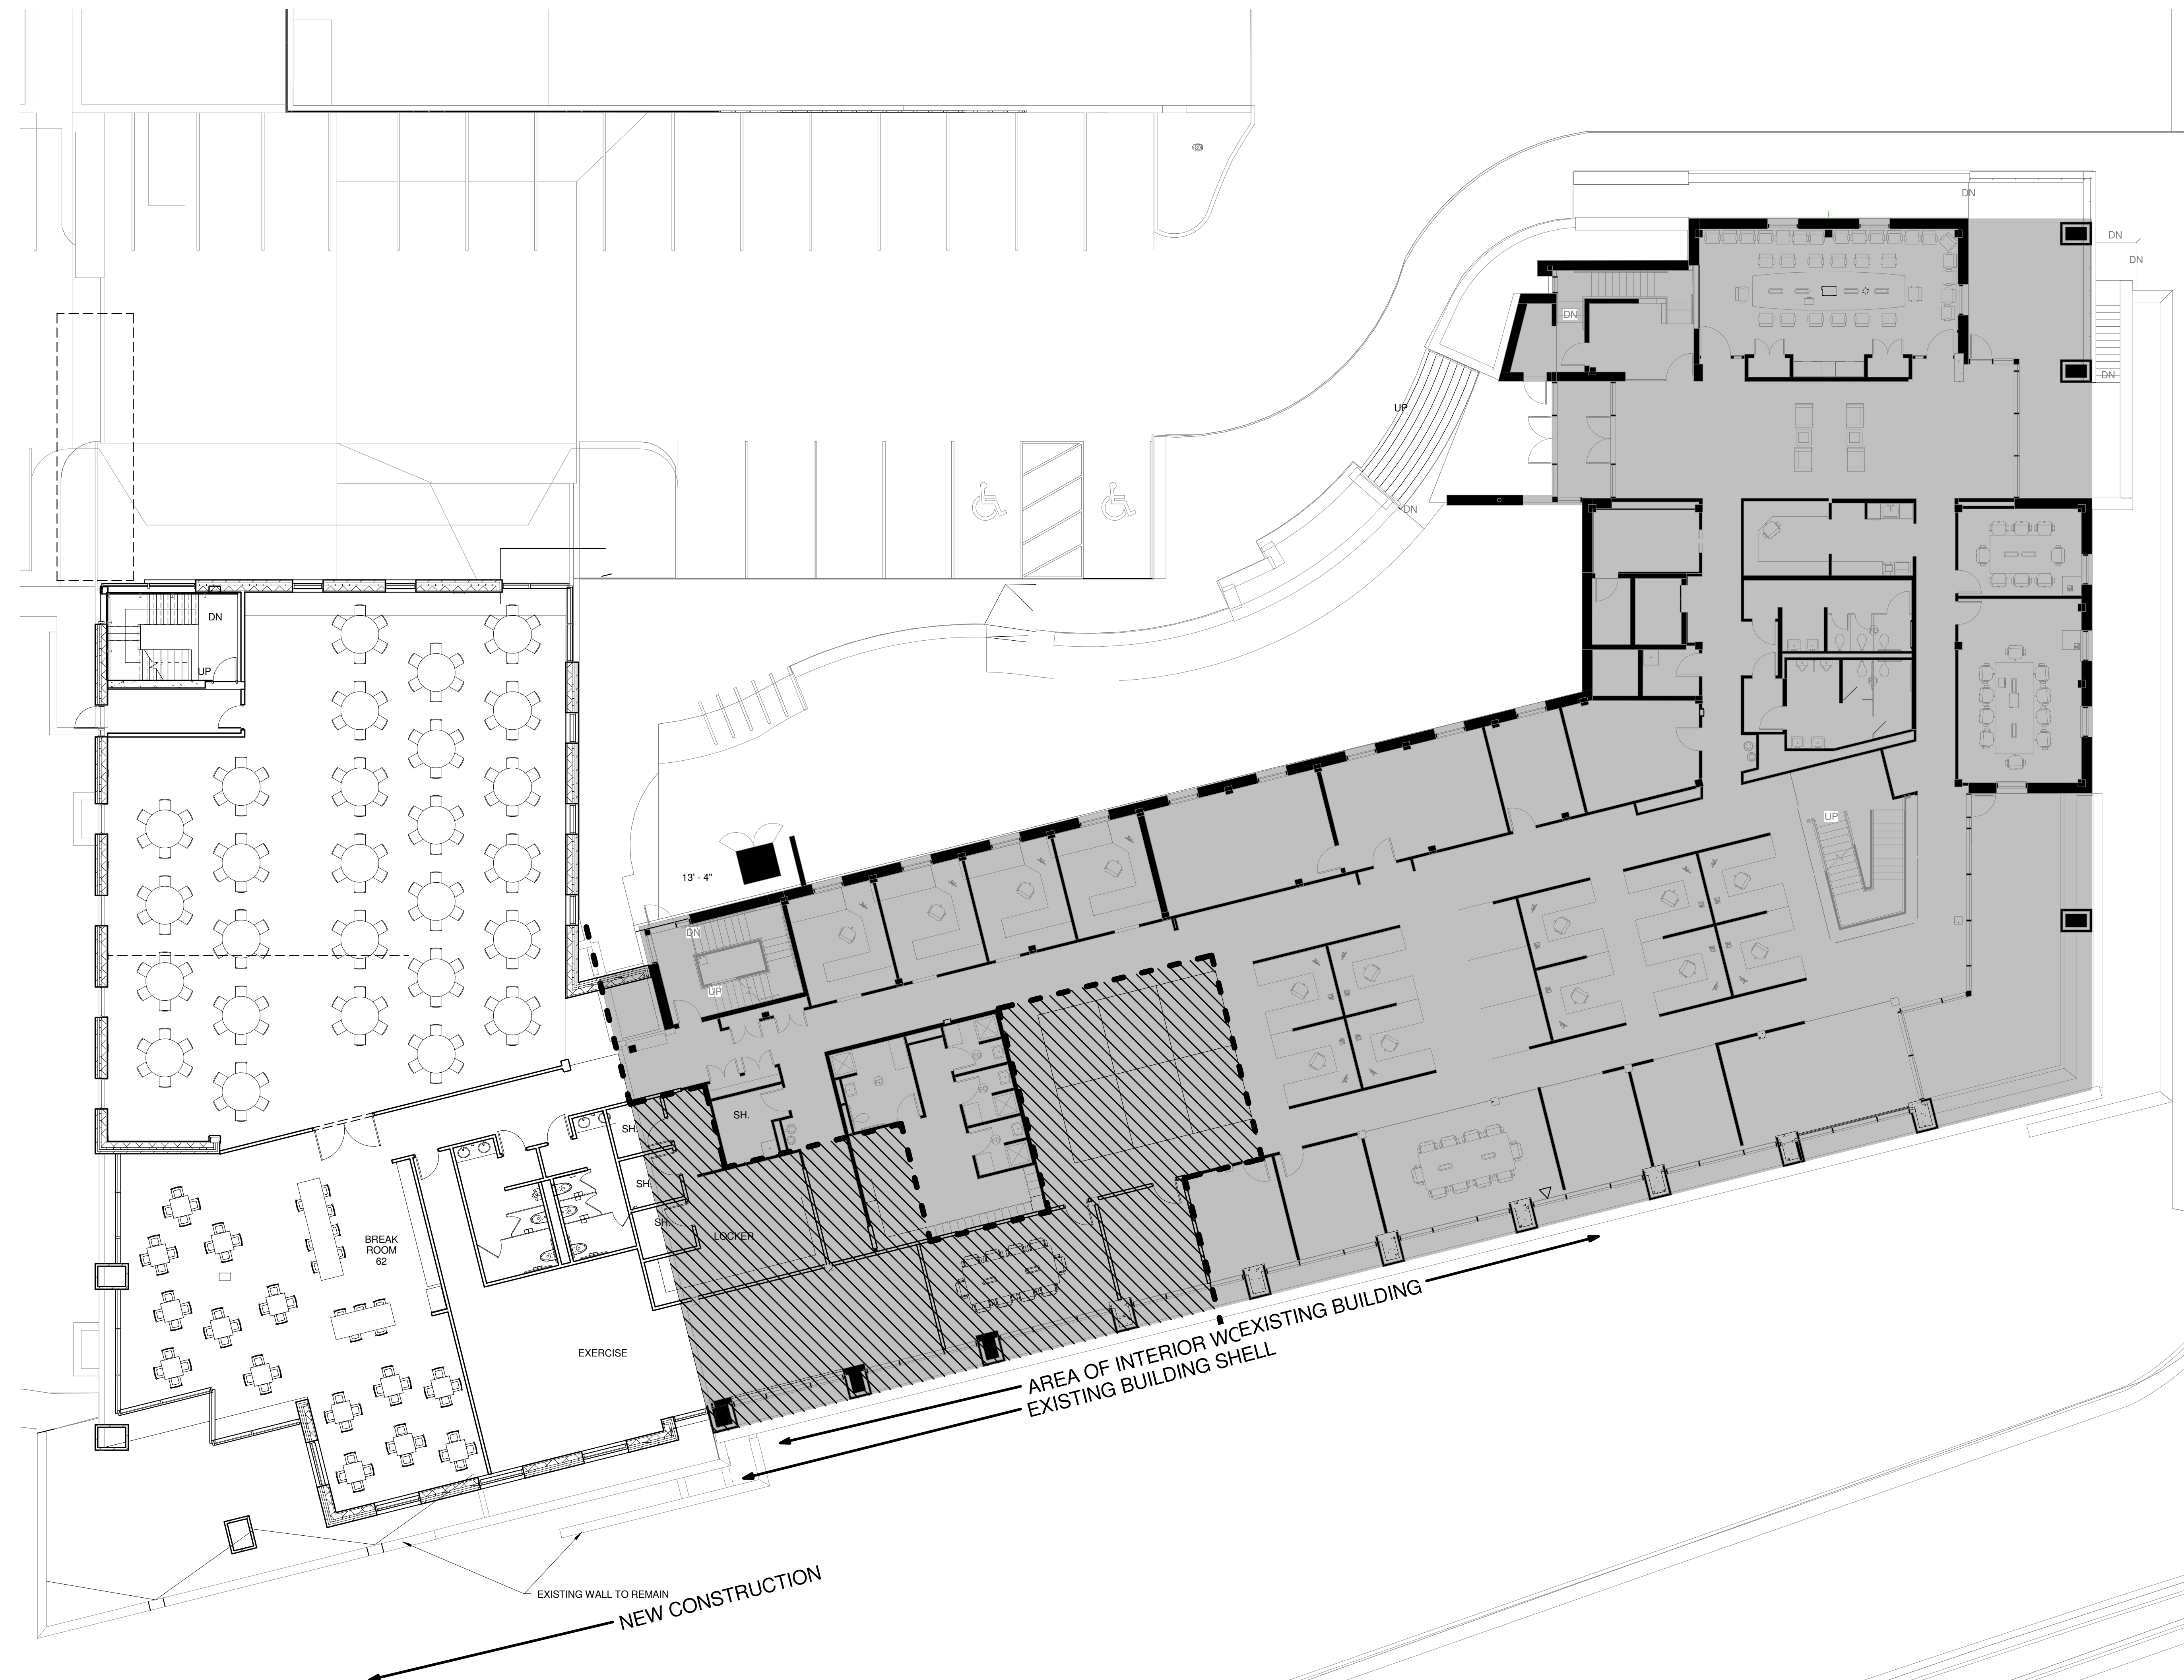 DN
DN
DN
DN
DN
UP
DN
DN
UP
UP
13' - 4"
DN
UP
SH.
SH.
SH.
SH.
LOCKER
BREAK
ROOM
62
EXERCISE
AREA OF INTERIOR WO
EXISTING BUILDING
EXISTING BUILDING SHELL
EXISTING WALL TO REMAIN
NEW CONSTRUCTION